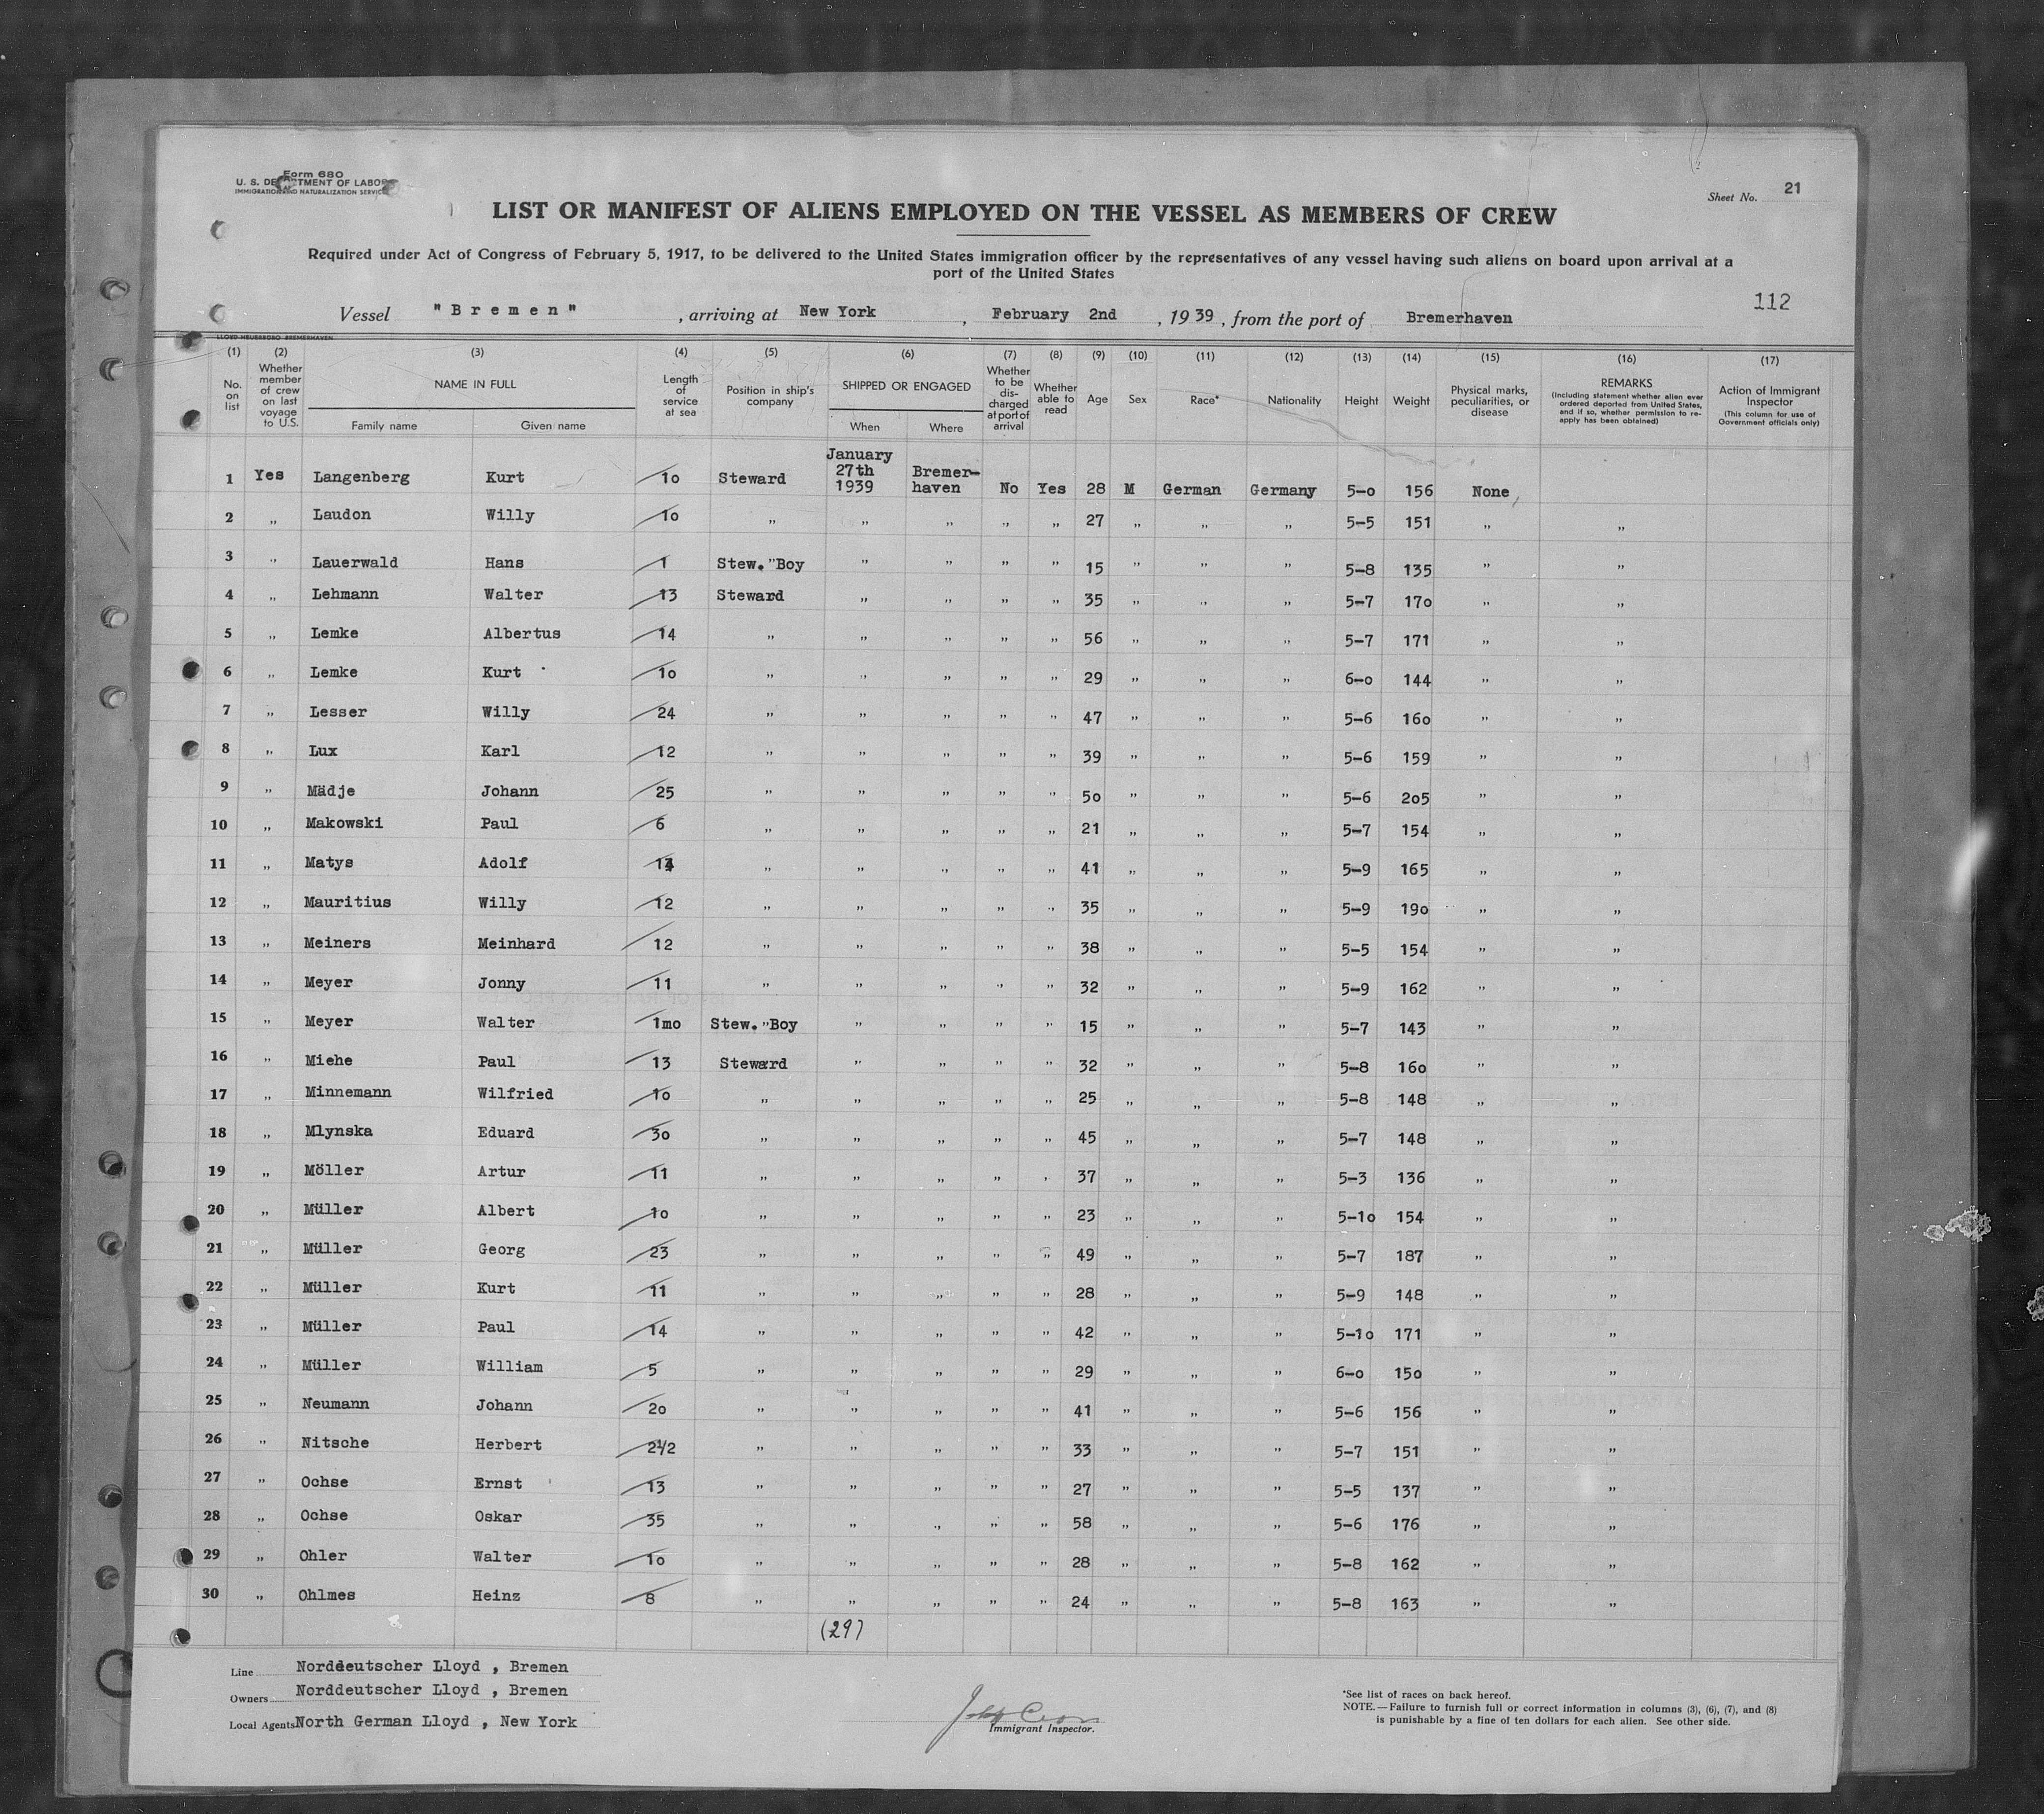 Form 680
U. S. DEPARTMENT OF LABOR
IMMIGRATION AND NATURALIZATION SERVICE
Sheet No. 21
LIST OR MANIFEST OF ALIENS EMPLOYED ON THE VESSEL AS MEMBERS OF CREW
Required under Act of Congress of February 5, 1917, to be delivered to the United States immigration officer by the representatives of any vessel having such aliens on board upon arrival at a
port of the United States
112
Vessel "Bremen", arriving at New York, February 2nd, 1939, from the port of Bremerhaven
(1) (2) (3) (4) (5) (6) (7) (8) (9) (10) (11) (12) (13) (14) (15) (16) (17)
No. on list
Whether member of crew on last voyage to U.S.
NAME IN FULL
Family name Given name
Length of service at sea
Position in ship's company
SHIPPED OR ENGAGED
When Where
Whether to be discharged at port of arrival
Whether able to read
Age
Sex
Race*
Nationality
Height
Weight
Physical marks, peculiarities, or disease
REMARKS
(Including statement whether alien ever ordered deported from United States, and if so, whether permission to re-apply has been obtained)
Action of Immigrant Inspector
(This column for use of Government officials only)
1 Yes Langenberg Kurt 10 Steward January 27th 1939 Bremer-haven No Yes 28 M German Germany 5-0 156 None
2 " Laudon Willy 10 " " " " " 27 " " " 5-5 151 " "
3 " Lauerwald Hans 1 Stew."Boy " " " " 15 " " " 5-8 135 " "
4 " Lehmann Walter 13 Steward " " " " 35 " " " 5-7 170 " "
5 " Lemke Albertus 14 " " " " " 56 " " " 5-7 171 " "
6 " Lemke Kurt 10 " " " " " 29 " " " 6-0 144 " "
7 " Lesser Willy 24 " " " " " 47 " " " 5-6 160 " "
8 " Lux Karl 12 " " " " " 39 " " " 5-6 159 " "
9 " Mädje Johann 25 " " " " " 50 " " " 5-6 205 " "
10 " Makowski Paul 6 " " " " " 21 " " " 5-7 154 " "
11 " Matys Adolf " " " " " 41 " " " 5-9 165 " "
12 " Mauritius Willy 12 " " " " " 35 " " " 5-9 190 " "
13 " Meiners Meinhard 12 " " " " " 38 " " " 5-5 154 " "
14 " Meyer Jonny 11 " " " " " 32 " " " 5-9 162 " "
15 " Meyer Walter 1mo Stew."Boy " " " " 15 " " " 5-7 143 " "
16 " Miehe Paul 13 Steward " " " " 32 " " " 5-8 160 " "
17 " Minnemann Wilfried 10 " " " " " 25 " " " 5-8 148 " "
18 " Mlynska Eduard 30 " " " " " 45 " " " 5-7 148 " "
19 " Möller Artur 11 " " " " " 37 " " " 5-3 136 " "
20 " Müller Albert 10 " " " " " 23 " " " 5-10 154 " "
21 " Müller Georg 23 " " " " " 49 " " " 5-7 187 " "
22 " Müller Kurt 11 " " " " " 28 " " " 5-9 148 " "
23 " Müller Paul 14 " " " " " 42 " " " 5-10 171 " "
24 " Müller William 5 " " " " " 29 " " " 6-0 150 " "
25 " Neumann Johann 20 " " " " " 41 " " " 5-6 156 " "
26 " Nitsche Herbert 2 1/2 " " " " " 33 " " " 5-7 151 " "
27 " Ochse Ernst 13 " " " " " 27 " " " 5-5 137 " "
28 " Ochse Oskar 35 " " " " " 58 " " " 5-6 176 " "
29 " Ohler Walter 10 " " " " " 28 " " " 5-8 162 " "
30 " Ohlmes Heinz 8 " " " " " 24 " " " 5-8 163 " "
(29)
Line Norddeutscher Lloyd , Bremen
Owners Norddeutscher Lloyd , Bremen
Local Agents North German Lloyd , New York
Immigrant Inspector.
*See list of races on back hereof.
NOTE.—Failure to furnish full or correct information in columns (3), (6), (7), and (8)
is punishable by a fine of ten dollars for each alien. See other side.